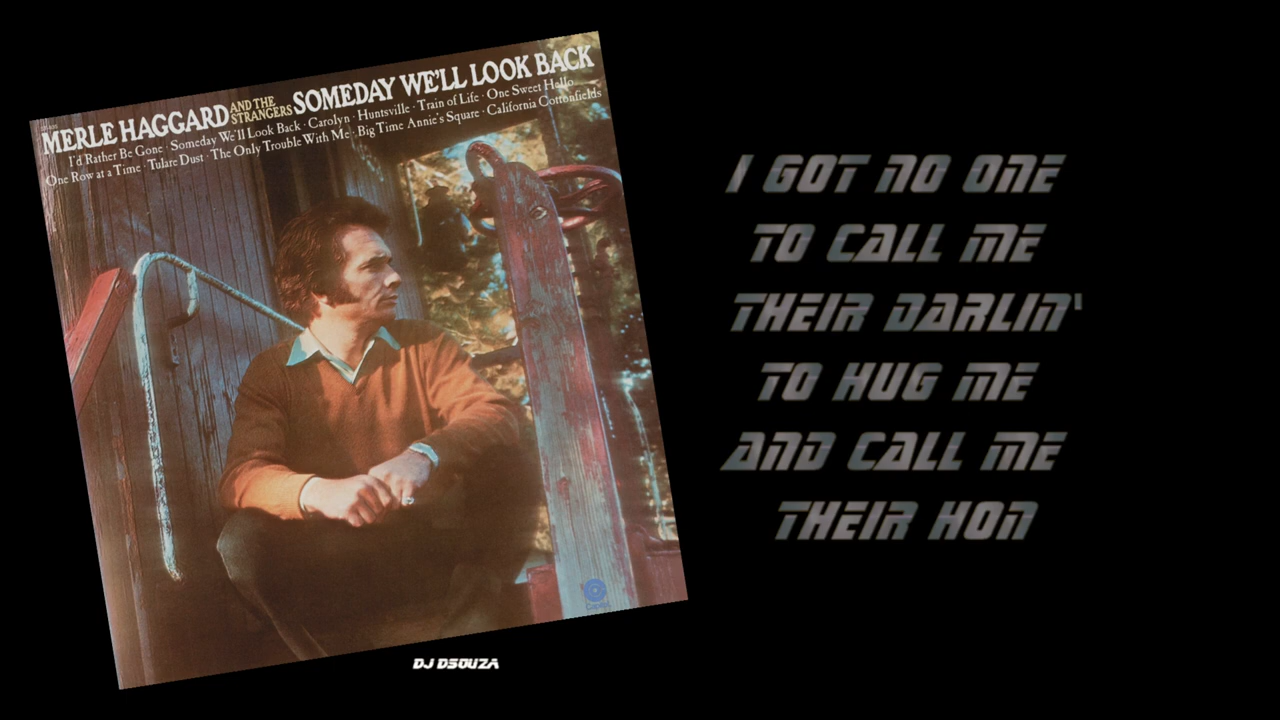 MERLE HAGGARD AND THE STRANGERS SOMEDAY WE'LL LOOK BACK
I'd Rather Be Gone · Someday We'll Look Back · Carolyn · Huntsville · Train of Life · One Sweet Hello
One Row at a Time · Tulare Dust · The Only Trouble With Me · Big Time Annie's Square · California Cottonfields
Capitol
I GOT NO ONE
TO CALL ME
THEIR DARLIN'
TO HUG ME
AND CALL ME
THEIR HON
DJ DSOUZA